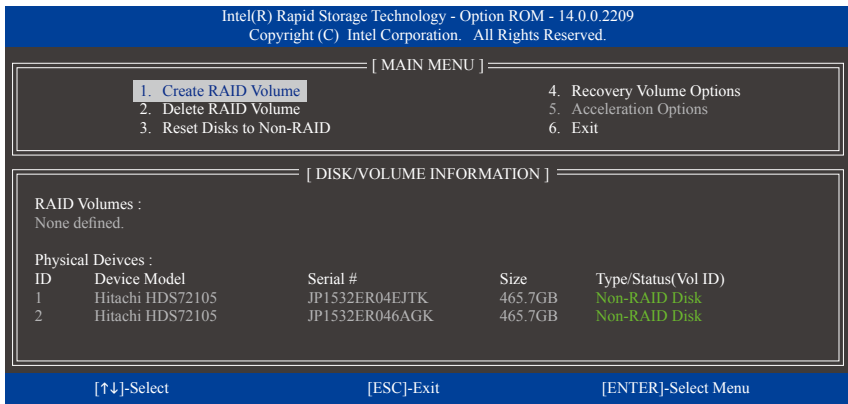 Intel(R) Rapid Storage Technology - Option ROM - 14.0.0.2209
Copyright (C) Intel Corporation. All Rights Reserved.
[ MAIN MENU ]
1. Create RAID Volume
2. Delete RAID Volume
3. Reset Disks to Non-RAID
4. Recovery Volume Options
5. Acceleration Options
6. Exit
[ DISK/VOLUME INFORMATION ]
RAID Volumes :
None defined.
Physical Deivces :
ID Device Model Serial # Size Type/Status(Vol ID)
1 Hitachi HDS72105 JP1532ER04EJTK 465.7GB Non-RAID Disk
2 Hitachi HDS72105 JP1532ER046AGK 465.7GB Non-RAID Disk
[↑↓]-Select [ESC]-Exit [ENTER]-Select Menu